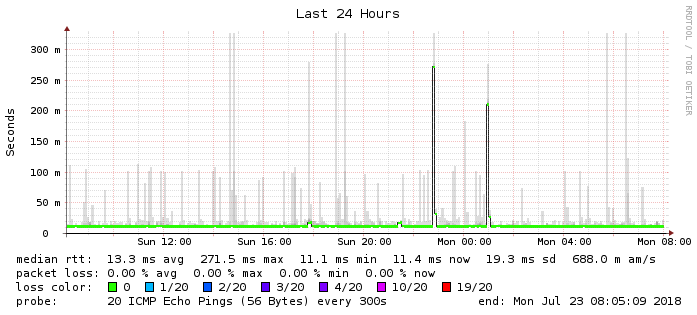 Last 24 Hours
RRDTOOL / TOBI OETIKER
Seconds
300 m
250 m
200 m
150 m
100 m
50 m
0
Sun 12:00 Sun 16:00 Sun 20:00 Mon 00:00 Mon 04:00 Mon 08:00
median rtt: 13.3 ms avg 271.5 ms max 11.1 ms min 11.4 ms now 19.3 ms sd 688.0 m am/s
packet loss: 0.00 % avg 0.00 % max 0.00 % min 0.00 % now
loss color: 0 1/20 2/20 3/20 4/20 10/20 19/20
probe: 20 ICMP Echo Pings (56 Bytes) every 300s end: Mon Jul 23 08:05:09 2018